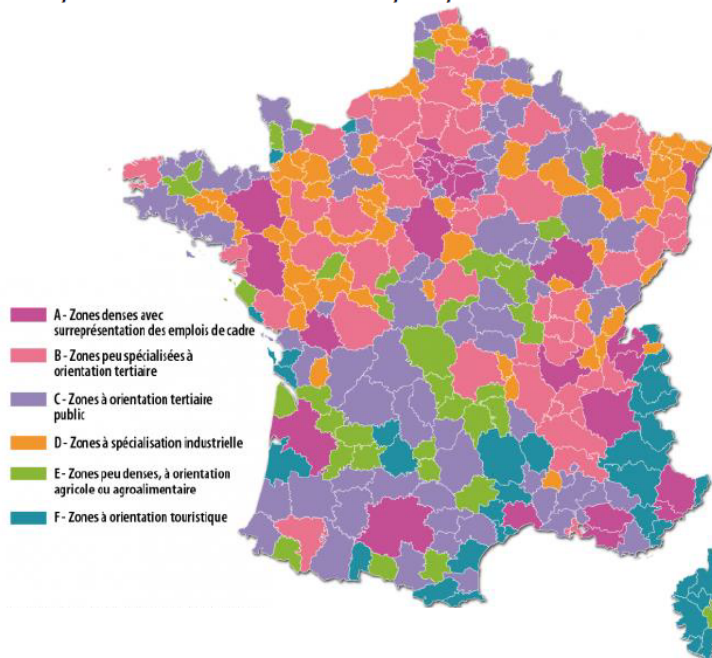 A - Zones denses avec
surreprésentation des emplois de cadre
B - Zones peu spécialisées à
orientation tertiaire
C - Zones à orientation tertiaire
public
D - Zones à spécialisation industrielle
E - Zones peu denses, à orientation
agricole ou agroalimentaire
F - Zones à orientation touristique